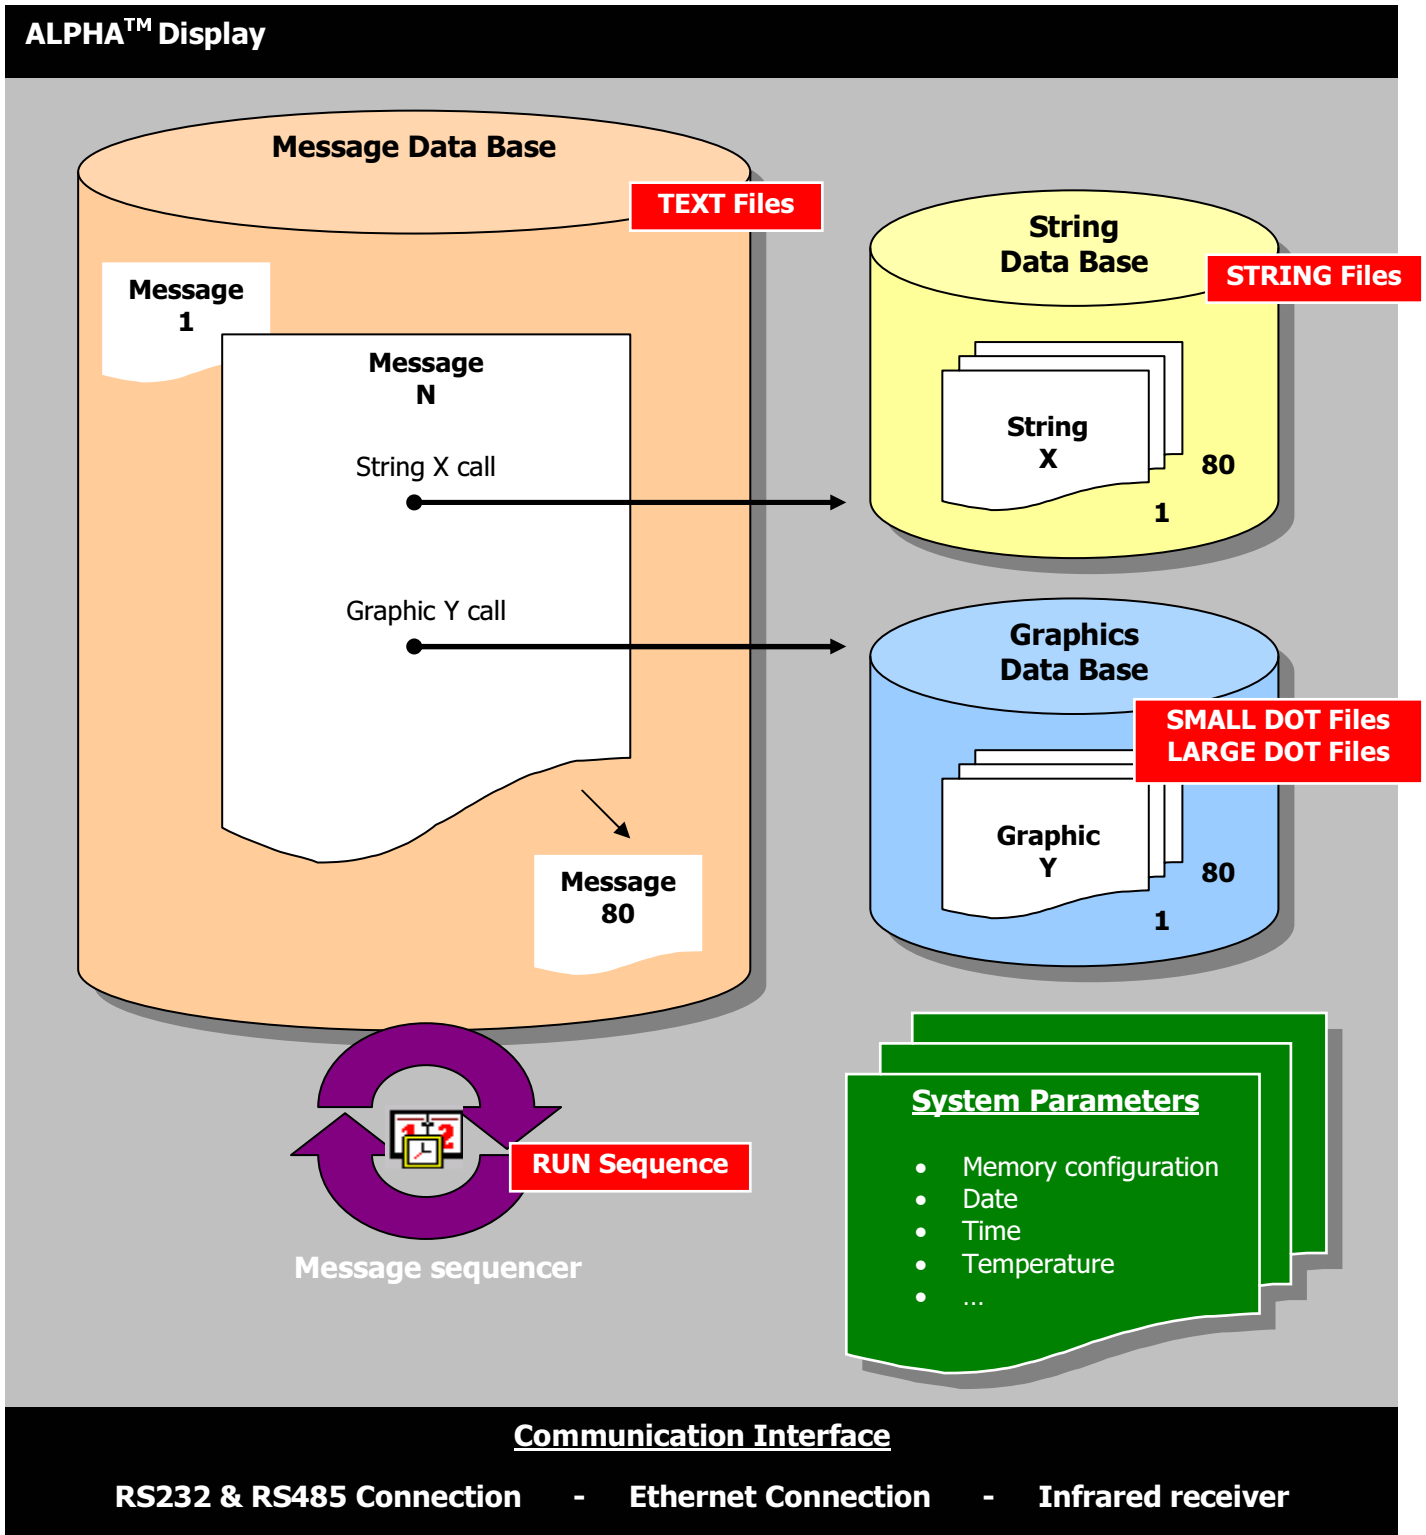 ALPHA™ Display
Message Data Base
TEXT Files
Message
1
Message
N
String X call
Graphic Y call
Message
80
String
Data Base
STRING Files
String
X
80
1
Graphics
Data Base
SMALL DOT Files
LARGE DOT Files
Graphic
Y
80
1
1 2
RUN Sequence
Message sequencer
System Parameters
• Memory configuration
• Date
• Time
• Temperature
• ...
Communication Interface
RS232 & RS485 Connection - Ethernet Connection - Infrared receiver